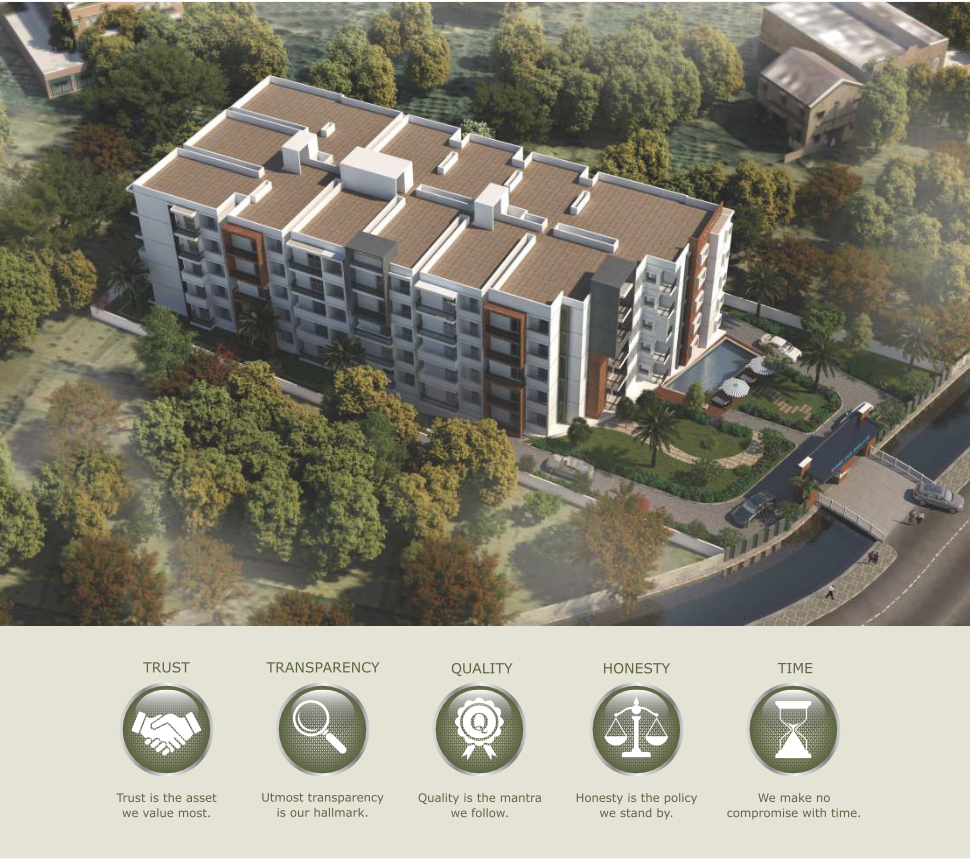 TRUST
TRANSPARENCY
QUALITY
HONESTY
TIME
Q
Trust is the asset
we value most.
Utmost transparency
is our hallmark.
Quality is the mantra
we follow.
Honesty is the policy
we stand by.
We make no
compromise with time.